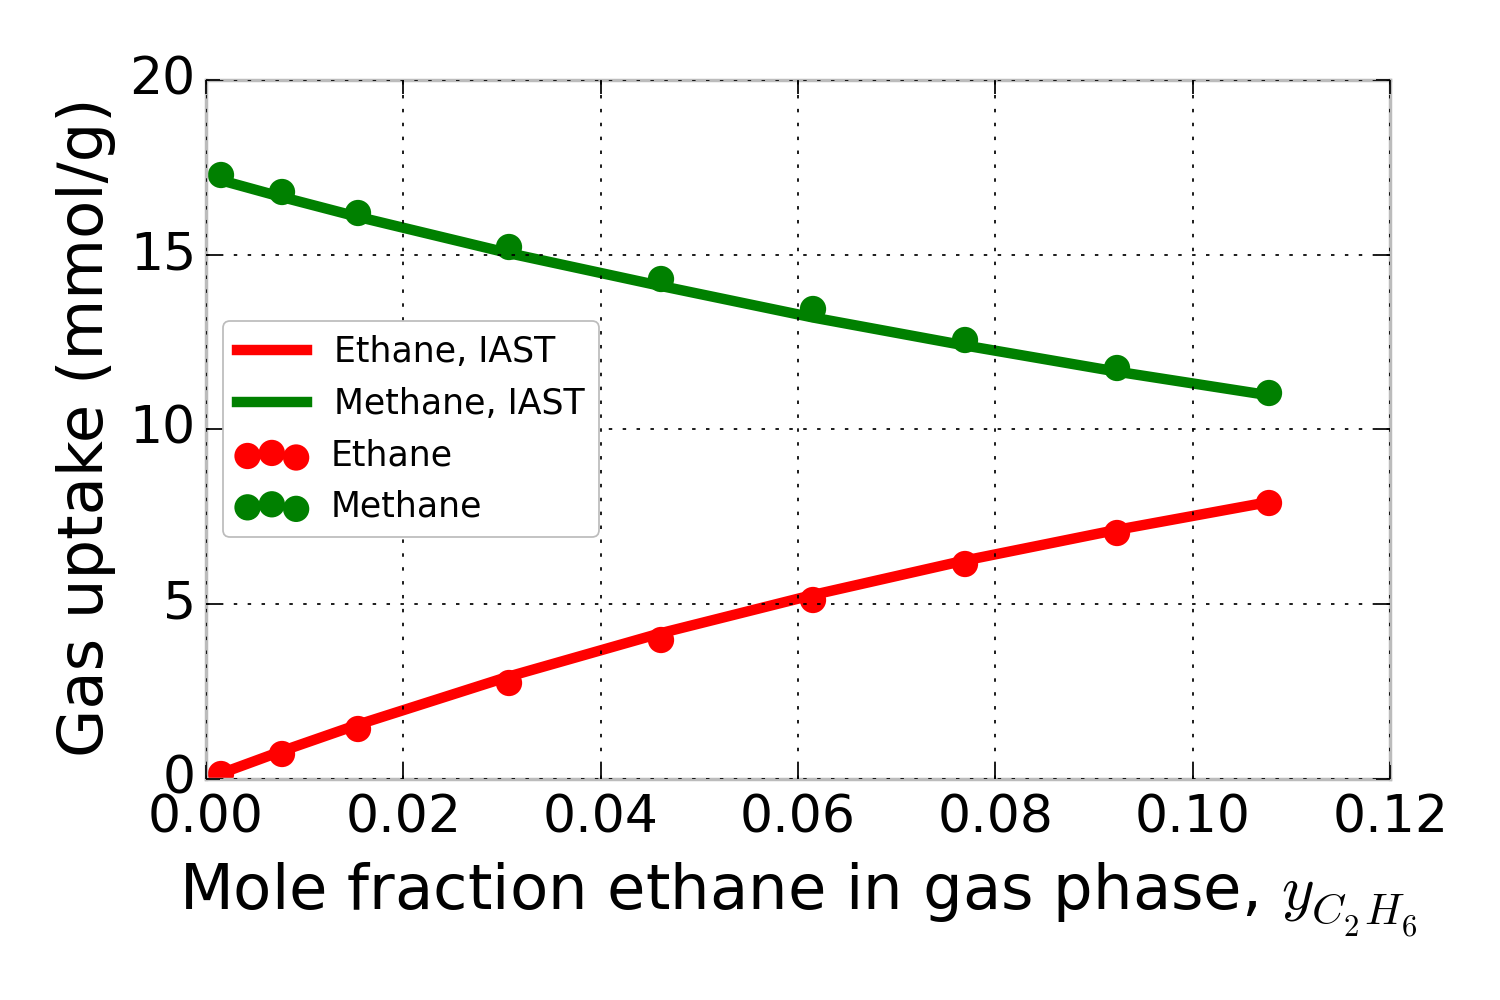 Gas uptake (mmol/g)
20
15
10
5
0
Ethane, IAST
Methane, IAST
Ethane
Methane
0.00 0.02 0.04 0.06 0.08 0.10 0.12
Mole fraction ethane in gas phase, y_{C_2H_6}